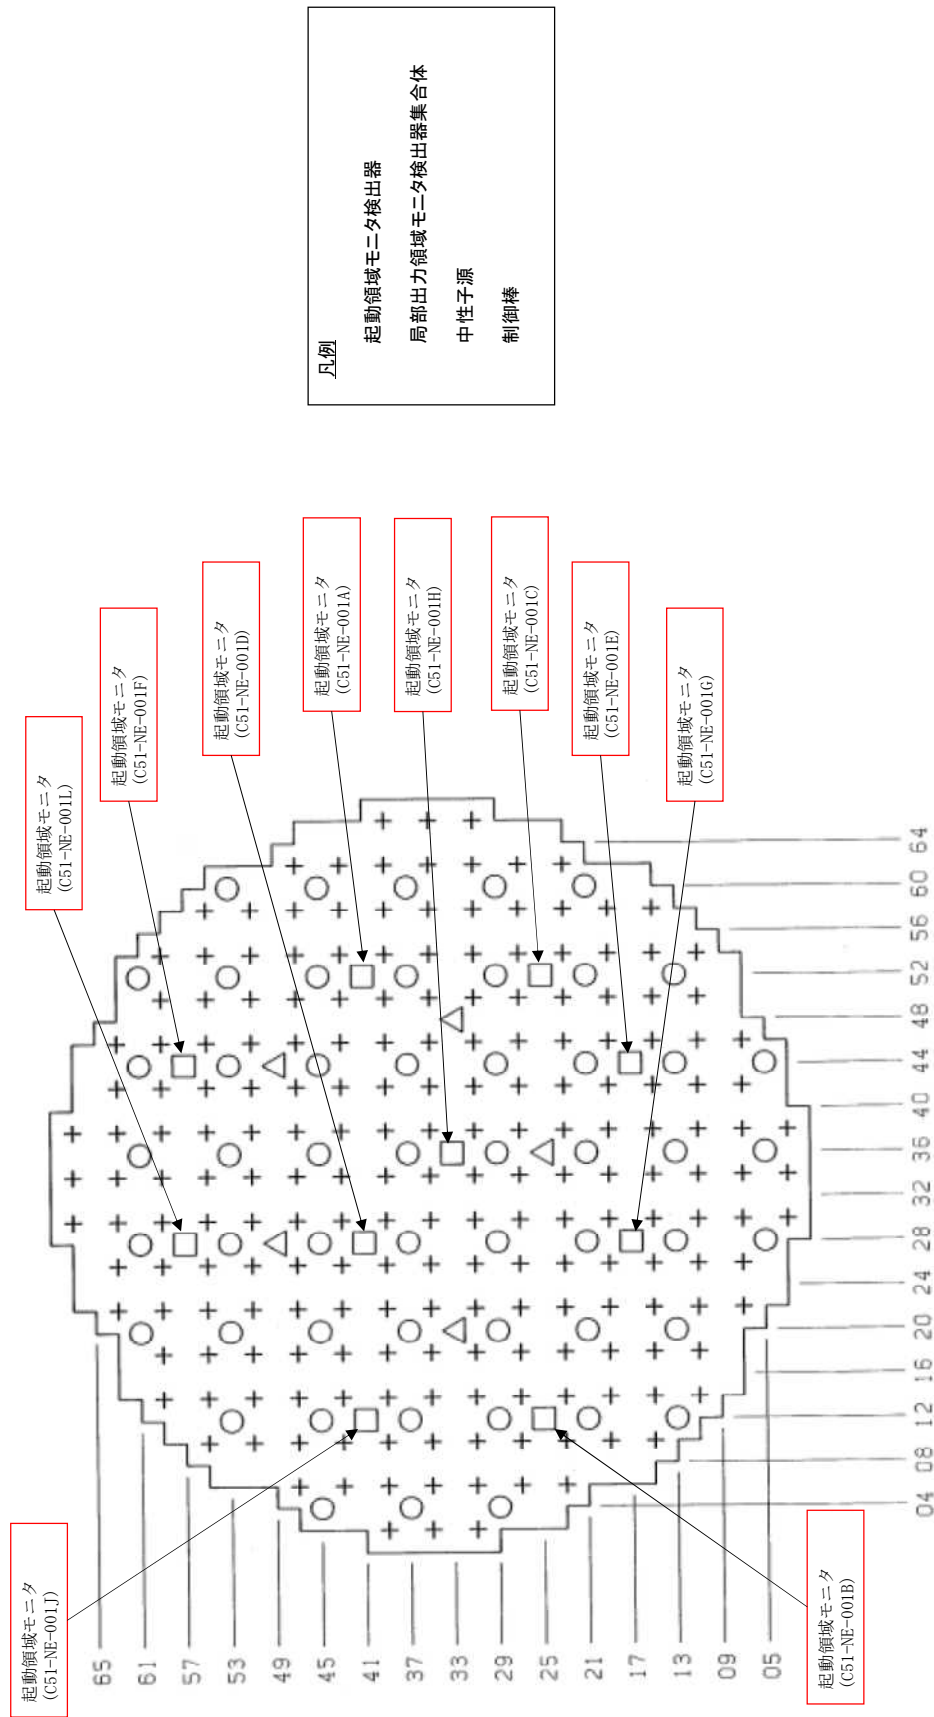 起動領域モニタ
(C51-NE-001J)
起動領域モニタ
(C51-NE-001L)
起動領域モニタ
(C51-NE-001F)
起動領域モニタ
(C51-NE-001D)
起動領域モニタ
(C51-NE-001A)
起動領域モニタ
(C51-NE-001H)
起動領域モニタ
(C51-NE-001C)
起動領域モニタ
(C51-NE-001E)
起動領域モニタ
(C51-NE-001G)
起動領域モニタ
(C51-NE-001B)
65
61
57
53
49
45
41
37
33
29
25
21
17
13
09
05
04 08 12 16 20 24 28 32 36 40 44 48 52 56 60 64
凡例
起動領域モニタ検出器
局部出力領域モニタ検出器集合体
中性子源
制御棒